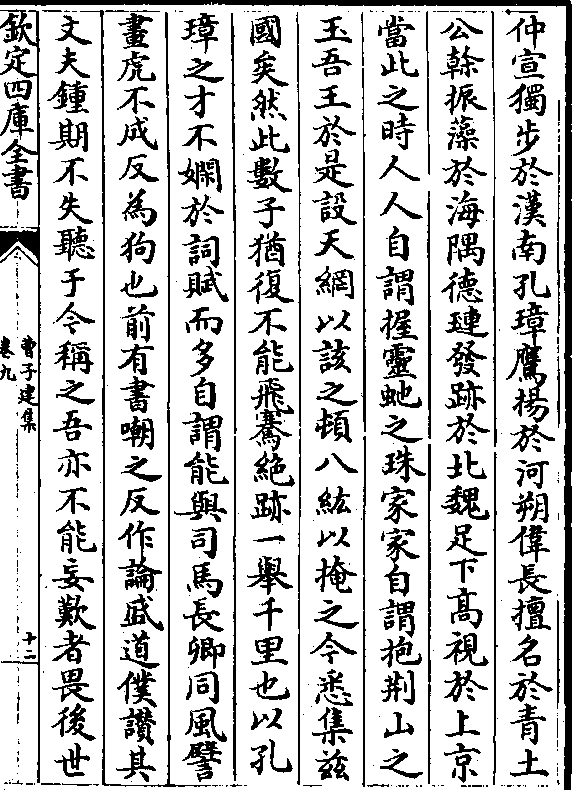 仲宣獨步於漢南孔璋鷹揚於河朔偉長擅名於青土
公幹振藻於海隅德璉發跡於北魏足下髙視於上京
當此之時人人自謂握靈虵之珠家家自謂抱荆山之
玉吾王於是設天網以該之頓八紘以掩之今悉集兹
國矣然此數子猶復不能飛騫絶跡一舉千里也以孔
璋之才不嫻於詞賦而多自謂能與司馬長卿同風譬
畫虎不成反為狗也前有書嘲之反作論盛道僕讃其
文夫鍾期不失聽于今稱之吾亦不能妄歎者畏後世
欽定四庫全書
曹子建集
卷九
十二